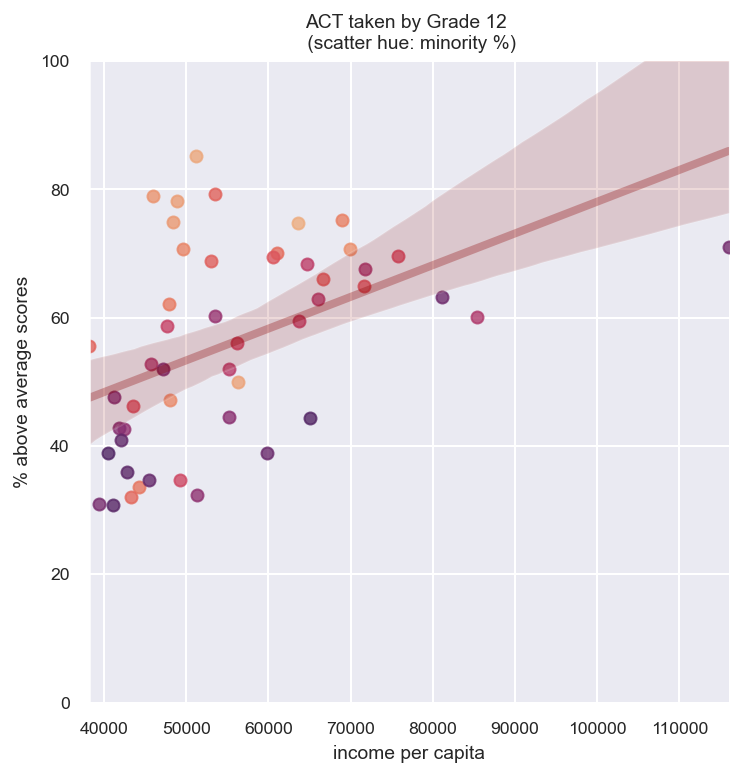 ACT taken by Grade 12
(scatter hue: minority %)
% above average scores
100
80
60
40
20
0
40000 50000 60000 70000 80000 90000 100000 110000
income per capita